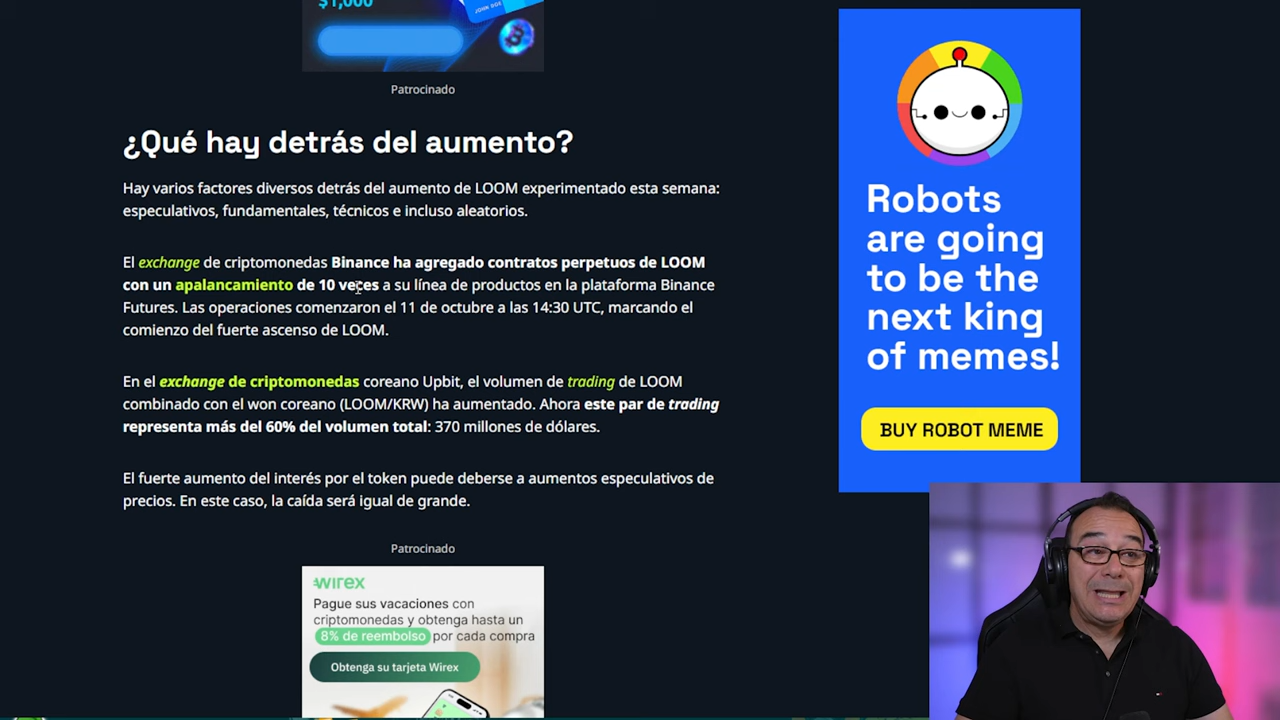 $1,000
JOHN DOE
Patrocinado
¿Qué hay detrás del aumento?
Hay varios factores diversos detrás del aumento de LOOM experimentado esta semana:
especulativos, fundamentales, técnicos e incluso aleatorios.
El exchange de criptomonedas Binance ha agregado contratos perpetuos de LOOM
con un apalancamiento de 10 veces a su línea de productos en la plataforma Binance
Futures. Las operaciones comenzaron el 11 de octubre a las 14:30 UTC, marcando el
comienzo del fuerte ascenso de LOOM.
En el exchange de criptomonedas coreano Upbit, el volumen de trading de LOOM
combinado con el won coreano (LOOM/KRW) ha aumentado. Ahora este par de trading
representa más del 60% del volumen total: 370 millones de dólares.
El fuerte aumento del interés por el token puede deberse a aumentos especulativos de
precios. En este caso, la caída será igual de grande.
Patrocinado
wirex
Pague sus vacaciones con
criptomonedas y obtenga hasta un
8% de reembolso por cada compra
Obtenga su tarjeta Wirex
Robots
are going
to be the
next king
of memes!
BUY ROBOT MEME